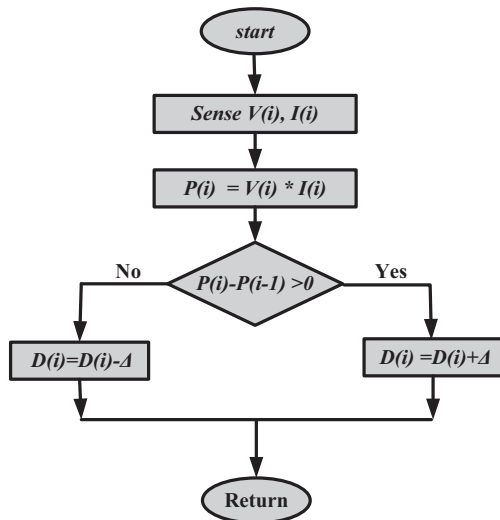 start
Sense V(i), I(i)
P(i) = V(i) * I(i)
No
P(i)-P(i-1) >0
Yes
D(i)=D(i)-Δ
D(i) =D(i)+Δ
Return